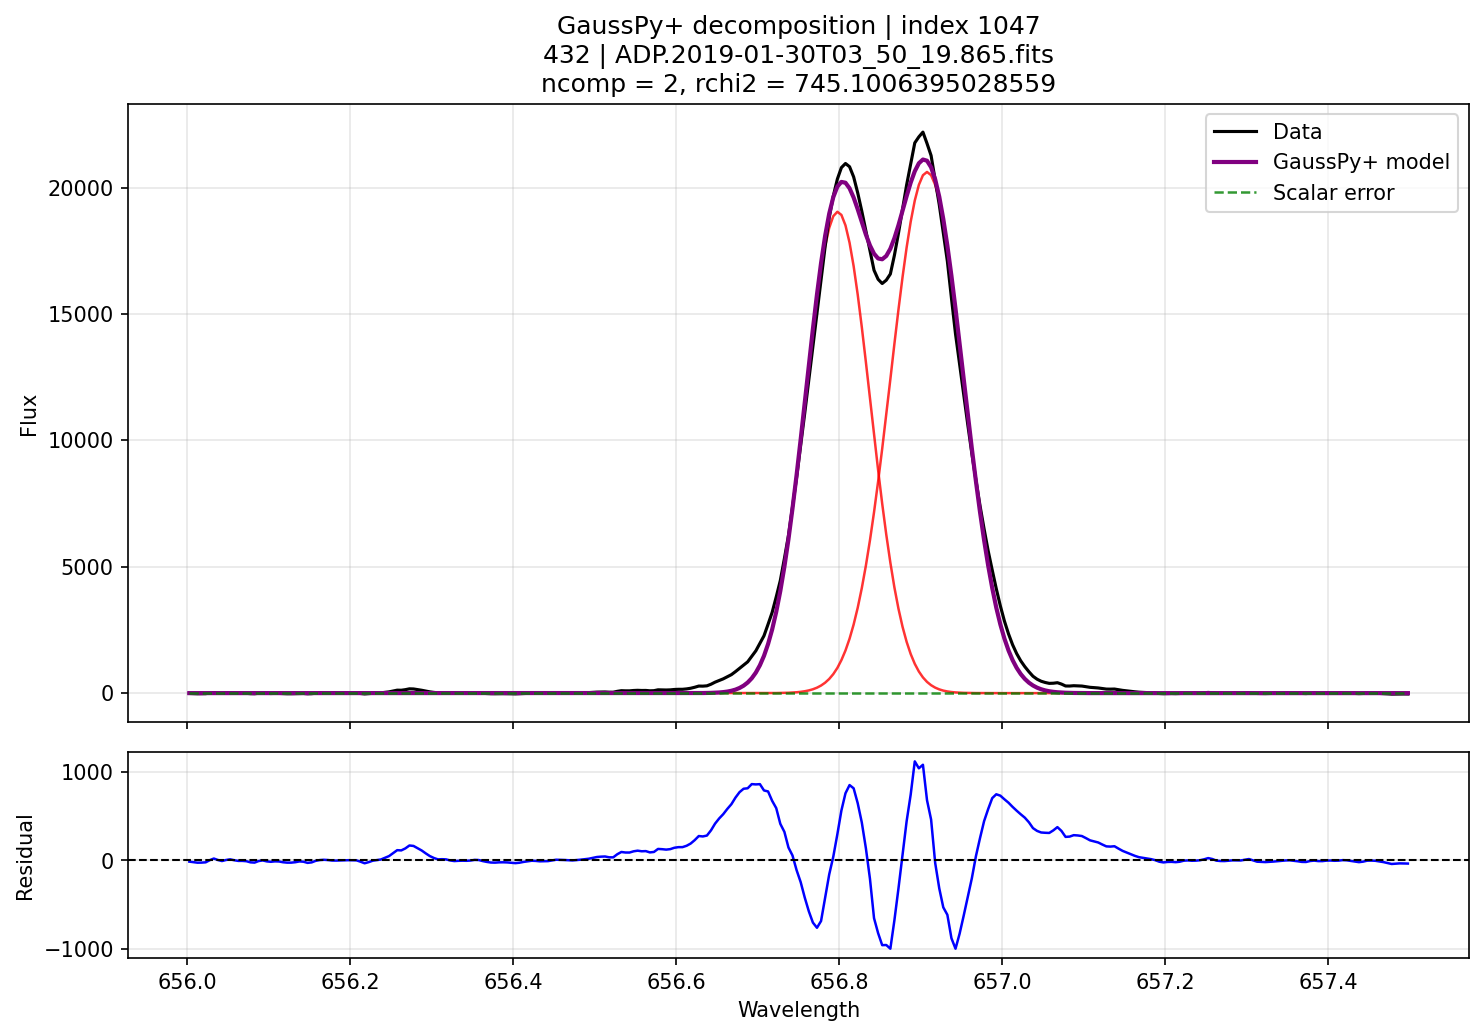 GaussPy+ decomposition | index 1047
432 | ADP.2019-01-30T03_50_19.865.fits
ncomp = 2, rchi2 = 745.1006395028559
Data
GaussPy+ model
Scalar error
Flux
20000
15000
10000
5000
0
Residual
1000
0
−1000
656.0 656.2 656.4 656.6 656.8 657.0 657.2 657.4
Wavelength